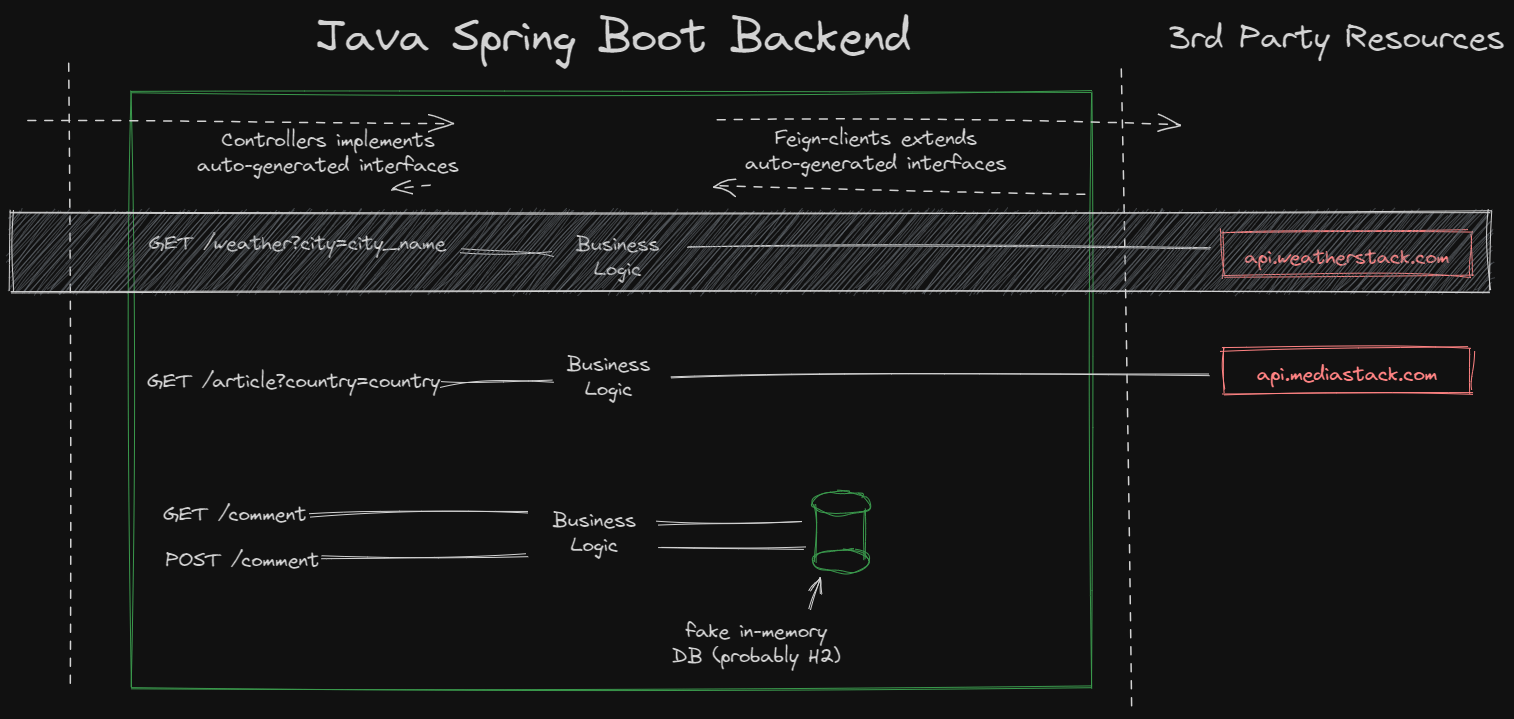 Java Spring Boot Backend
3rd Party Resources
Controllers implements
auto-generated interfaces
Feign-clients extends
auto-generated interfaces
GET /weather?city=city_name
Business
Logic
api.weatherstack.com
GET /article?country=country
Business
Logic
api.mediastack.com
GET /comment
POST /comment
Business
Logic
fake in-memory
DB (probably H2)